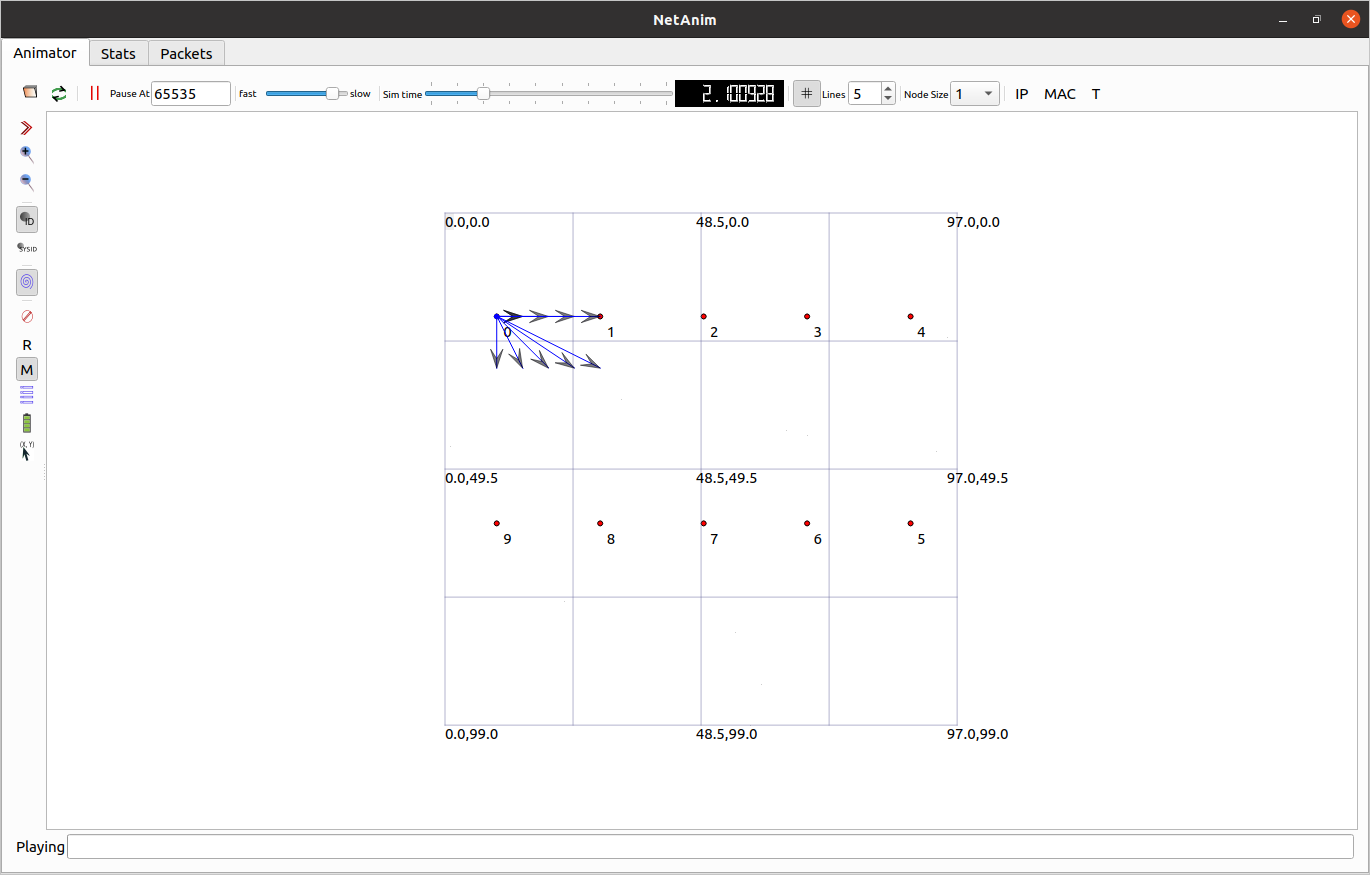 NetAnim
Animator Stats Packets
Pause At 65535 fast slow Sim time 2.100928 # Lines 5 Node Size 1 IP MAC T
ID
SYSID
R
M
(X, Y)
0.0,0.0 48.5,0.0 97.0,0.0
0 1 2 3 4
0.0,49.5 48.5,49.5 97.0,49.5
9 8 7 6 5
0.0,99.0 48.5,99.0 97.0,99.0
Playing